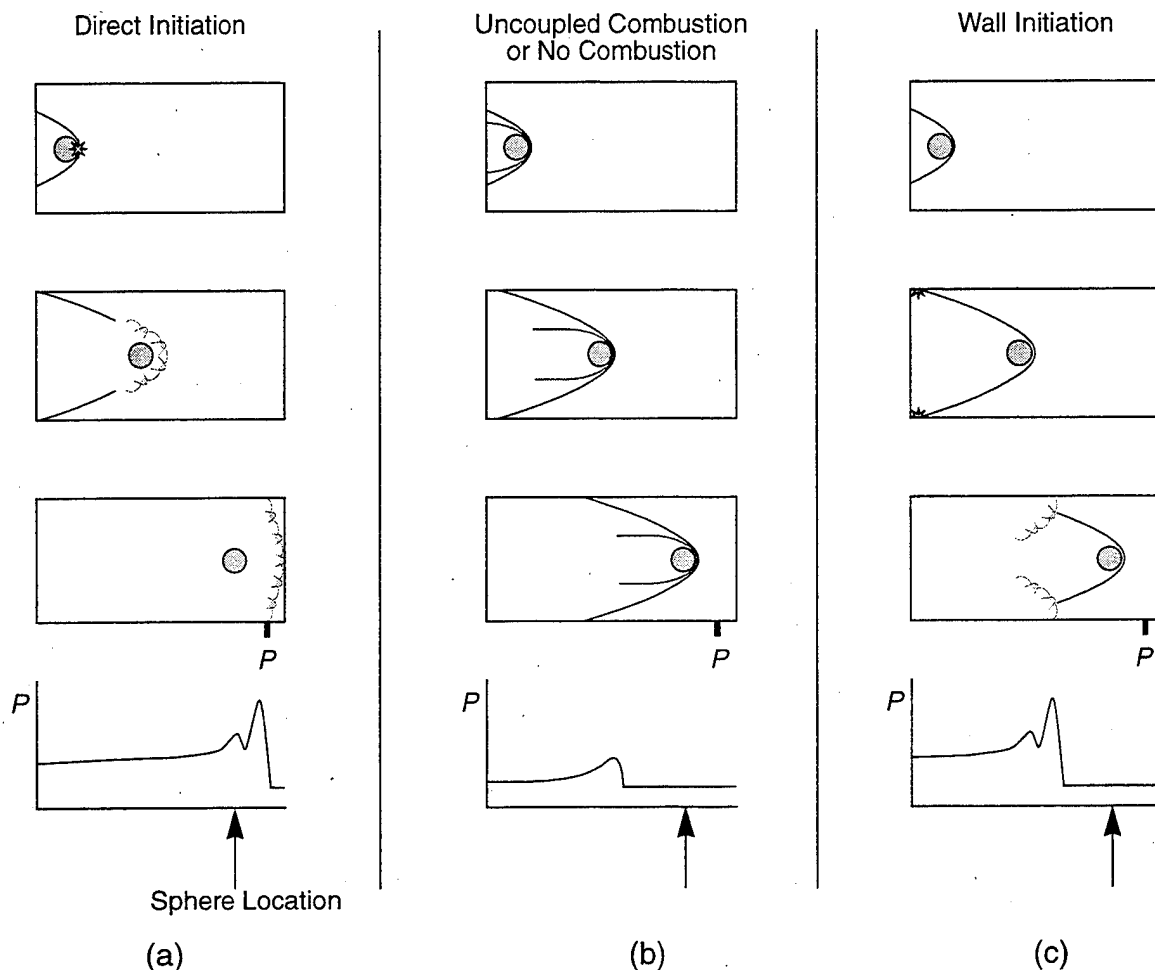 Direct Initiation
Uncoupled Combustion
or No Combustion
Wall Initiation
P
P
P
P
P
P
Sphere Location
(a)
(b)
(c)